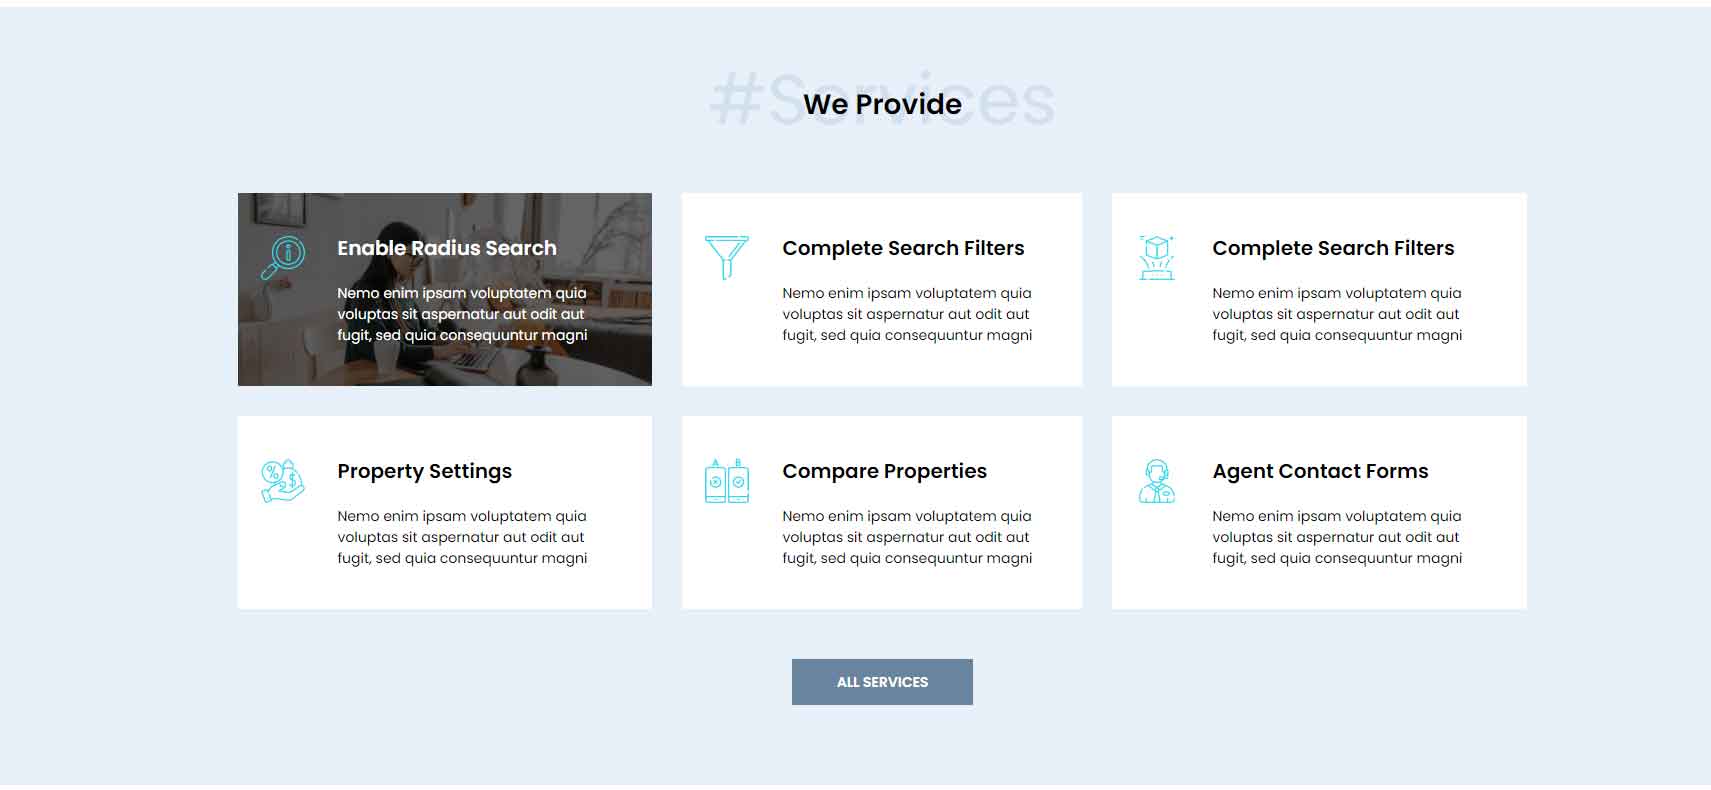 #Services
We Provide
Enable Radius Search
Nemo enim ipsam voluptatem quia
voluptas sit aspernatur aut odit aut
fugit, sed quia consequuntur magni
Complete Search Filters
Nemo enim ipsam voluptatem quia
voluptas sit aspernatur aut odit aut
fugit, sed quia consequuntur magni
Complete Search Filters
Nemo enim ipsam voluptatem quia
voluptas sit aspernatur aut odit aut
fugit, sed quia consequuntur magni
Property Settings
Nemo enim ipsam voluptatem quia
voluptas sit aspernatur aut odit aut
fugit, sed quia consequuntur magni
A B
Compare Properties
Nemo enim ipsam voluptatem quia
voluptas sit aspernatur aut odit aut
fugit, sed quia consequuntur magni
Agent Contact Forms
Nemo enim ipsam voluptatem quia
voluptas sit aspernatur aut odit aut
fugit, sed quia consequuntur magni
ALL SERVICES